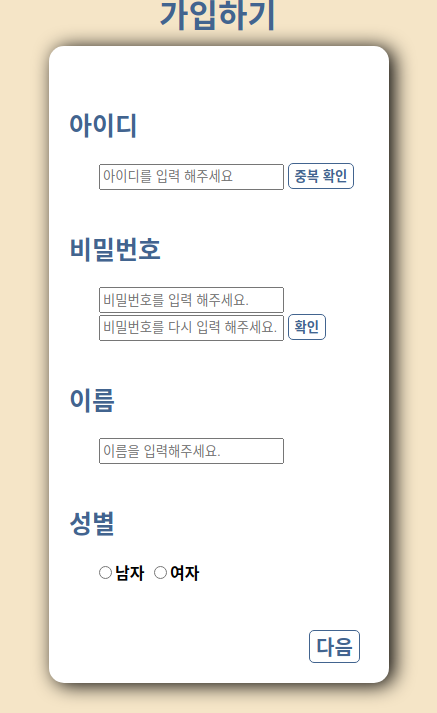 가입하기
아이디
아이디를 입력 해주세요 중복 확인
비밀번호
비밀번호를 입력 해주세요.
비밀번호를 다시 입력 해주세요. 확인
이름
이름을 입력해주세요.
성별
남자 여자
다음